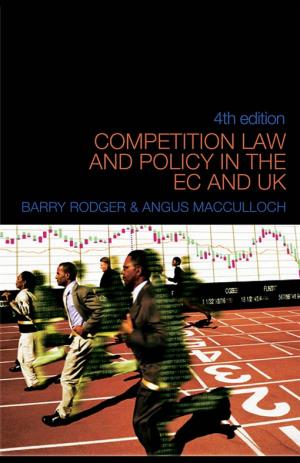 4th edition
COMPETITION LAW
AND POLICY IN THE
EC AND UK
BARRY RODGER & ANGUS MACCULLOCH